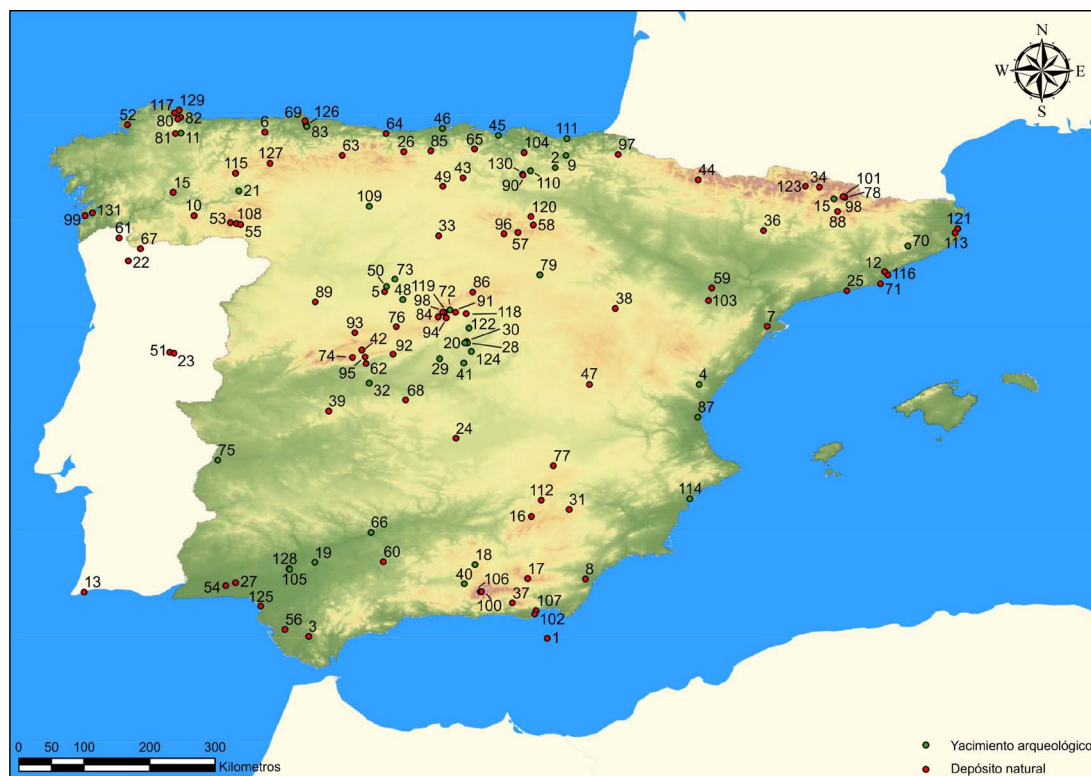 N
W E
S
129
117
126
52 80 82 69 46 111
81 11 6 83 64 45
63 26 85 65 104 97
115 127 43 130 2 9 44 101
15 21 49 90 110 123 34 78
109 15 98
99 131 10 53 108 120 88
55 33 96 58 36 121
61 67 57 70 113
22 12
50 73 79 116
119 72 86 59 25 71
89 5 48 98 91 38 103
84 118
93 76 94 122 30 7
51 42 20 28
23 74 92 29 124
95 62 41 47 4
32
39 68 87
24
75 77
112 114
16 31
66
128 19 60 18
105 17 8
54 27 40 106
13 37 107
125 100 102
56 3 1
0 50 100 200 300
Kilometros
Yacimiento arqueológico
Depósito natural